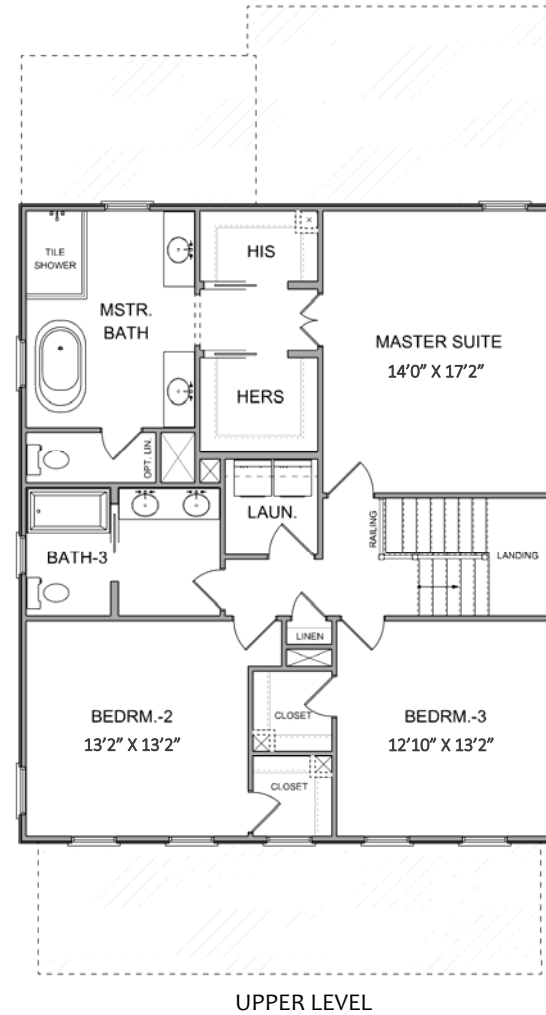 TILE
SHOWER
HIS
MSTR.
BATH
MASTER SUITE
14'0" X 17'2"
HERS
OPT. LIN.
LAUN.
RAILING
LANDING
BATH-3
LINEN
BEDRM.-2
13'2" X 13'2"
CLOSET
BEDRM.-3
12'10" X 13'2"
CLOSET
UPPER LEVEL